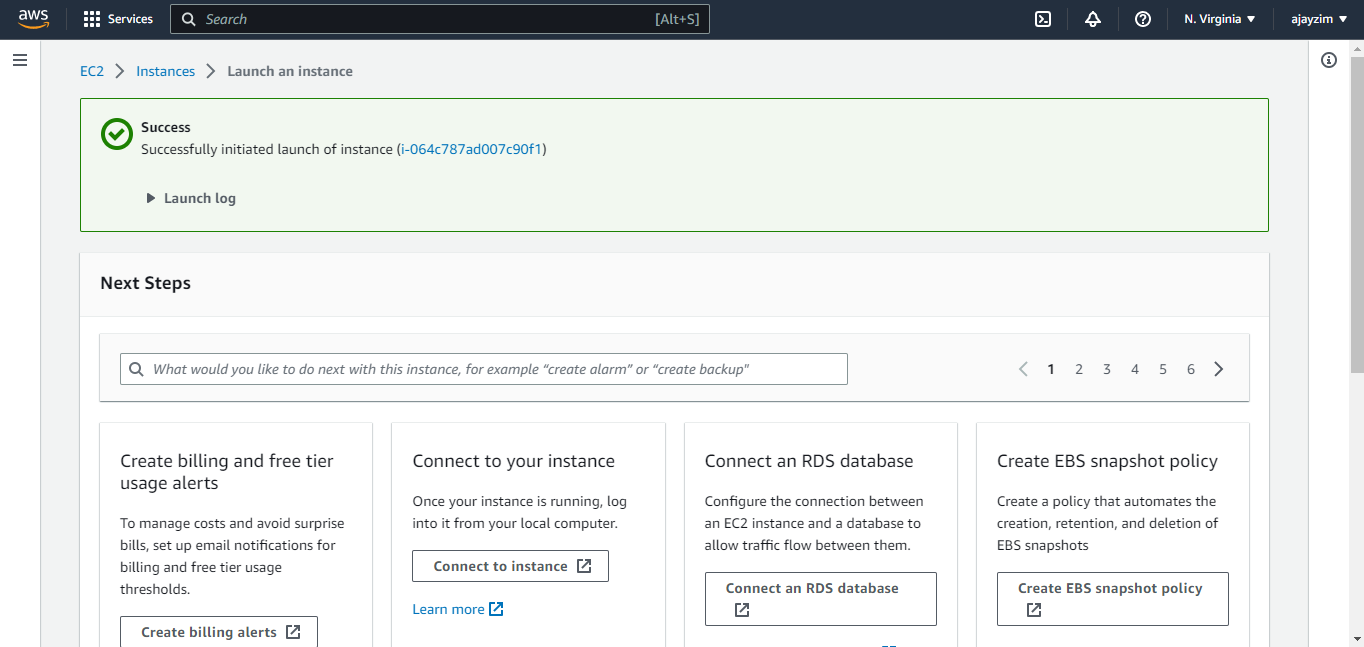 aws Services Search [Alt+S] N. Virginia ajayzim
EC2 Instances Launch an instance
Success
Successfully initiated launch of instance (i-064c787ad007c90f1)
Launch log
Next Steps
What would you like to do next with this instance, for example “create alarm” or “create backup”
1 2 3 4 5 6
Create billing and free tier
usage alerts
To manage costs and avoid surprise
bills, set up email notifications for
billing and free tier usage
thresholds.
Create billing alerts
Connect to your instance
Once your instance is running, log
into it from your local computer.
Connect to instance
Learn more
Connect an RDS database
Configure the connection between
an EC2 instance and a database to
allow traffic flow between them.
Connect an RDS database
Create EBS snapshot policy
Create a policy that automates the
creation, retention, and deletion of
EBS snapshots
Create EBS snapshot policy